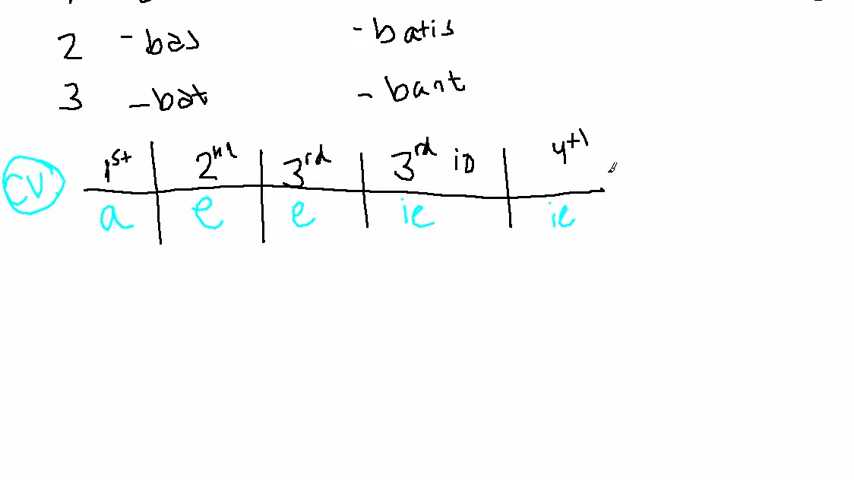 2 -bas -batis
3 -bat -bant
1st 2nd 3rd 3rd io 4th
CV a e e ie ie